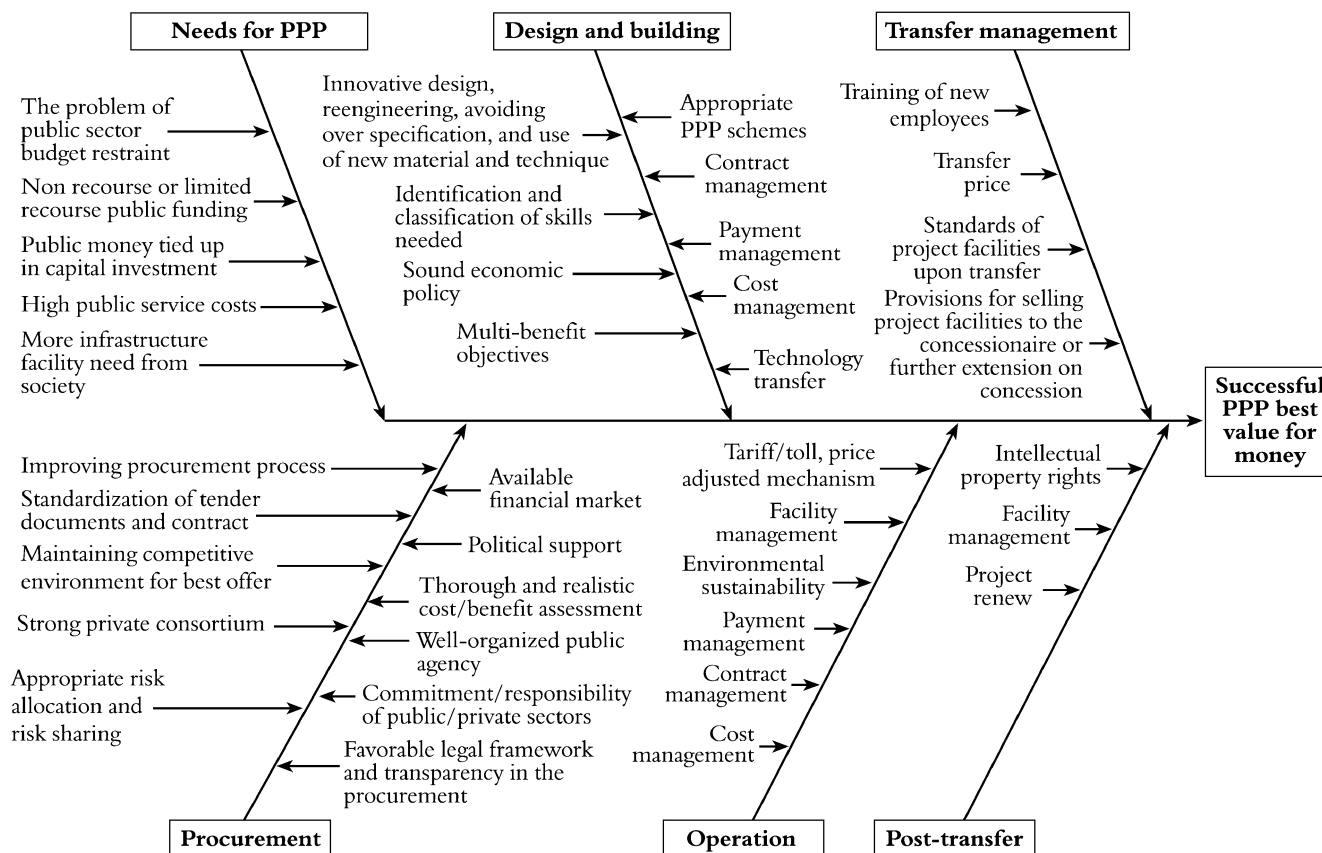 Needs for PPP
The problem of
public sector
budget restraint
Non recourse or limited
recourse public funding
Public money tied up
in capital investment
High public service costs
More infrastructure
facility need from
society
Design and building
Innovative design,
reengineering, avoiding
over specification, and use
of new material and technique
Identification and
classification of skills
needed
Sound economic
policy
Multi-benefit
objectives
Appropriate
PPP schemes
Contract
management
Payment
management
Cost
management
Technology
transfer
Transfer management
Training of new
employees
Transfer
price
Standards of
project facilities
upon transfer
Provisions for selling
project facilities to the
concessionaire or
further extension on
concession
Successful
PPP best
value for
money
Improving procurement process
Standardization of tender
documents and contract
Maintaining competitive
environment for best offer
Strong private consortium
Appropriate risk
allocation and
risk sharing
Available
financial market
Political support
Thorough and realistic
cost/benefit assessment
Well-organized public
agency
Commitment/responsibility
of public/private sectors
Favorable legal framework
and transparency in the
procurement
Procurement
Tariff/toll, price
adjusted mechanism
Facility
management
Environmental
sustainability
Payment
management
Contract
management
Cost
management
Operation
Intellectual
property rights
Facility
management
Project
renew
Post-transfer